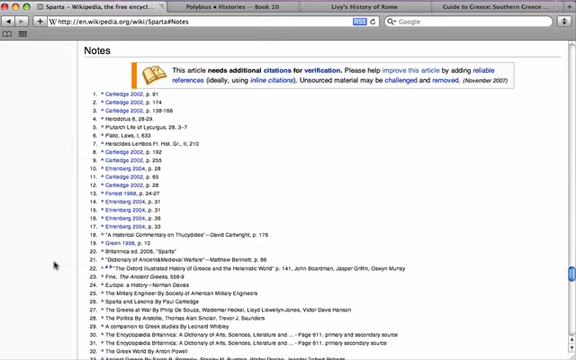 Sparta – Wikipedia, the free encycl...
Polybius • Histories — Book 10
Livy's History of Rome
Guide to Greece: Southern Greece ...
http://en.wikipedia.org/wiki/Sparta#Notes
RSS
Google
Notes
This article needs additional citations for verification. Please help improve this article by adding reliable
references (ideally, using inline citations). Unsourced material may be challenged and removed. (November 2007)
1. ^ Cartledge 2002, p. 91
2. ^ Cartledge 2002, p. 174
3. ^ Cartledge 2002, p. 138-188
4. ^ Herodotus 8, 28-29.
5. ^ Plutarch Life of Lycurgus, 28, 3–7
6. ^ Plato, Laws, I, 633
7. ^ Heraclides Lembos Fr. Hist. Gr., II, 210
8. ^ Cartledge 2002, p. 192
9. ^ Cartledge 2002, p. 255
10. ^ Ehrenberg 2004, p. 28
11. ^ Cartledge 2002, p. 65
12. ^ Cartledge 2002, p. 28
13. ^ Forrest 1968, p. 24-27
14. ^ Ehrenberg 2004, p. 31
15. ^ Ehrenberg 2004, p. 31
16. ^ Ehrenberg 2004, p. 36
17. ^ Ehrenberg 2004, p. 33
18. ^ "A Historical Commentary on Thucydides"—David Cartwright, p. 176
19. ^ Green 1998, p. 10
20. ^ Britannica ed. 2006, "Sparta"
21. ^ "Dictionary of Ancient&Medieval Warfare"—Matthew Bennett, p. 86
22. ^ a b "The Oxford Illustrated History of Greece and the Hellenistic World" p. 141, John Boardman, Jasper Griffin, Oswyn Murray
23. ^ Fine, The Ancient Greeks, 556-9
24. ^ Europe: a History—Norman Davies
25. ^ The Military Engineer By Society of American Military Engineers
26. ^ Sparta and Lakonia By Paul Cartledge
27. ^ The Greeks at War By Philip De Souza, Waldemar Heckel, Lloyd Llewellyn-Jones, Victor Davis Hanson
28. ^ The Politics By Aristotle, Thomas Alan Sinclair, Trevor J. Saunders
29. ^ A companion to Greek studies By Leonard Whibley
30. ^ The Encyclopaedia Britannica: A Dictionary of Arts, Sciences, Literature and ... - Page 611. primary and secondary source
31. ^ The Encyclopaedia Britannica: A Dictionary of Arts, Sciences, Literature and ... - Page 611, primary secondary source
32. ^ The Greek World By Anton Powell